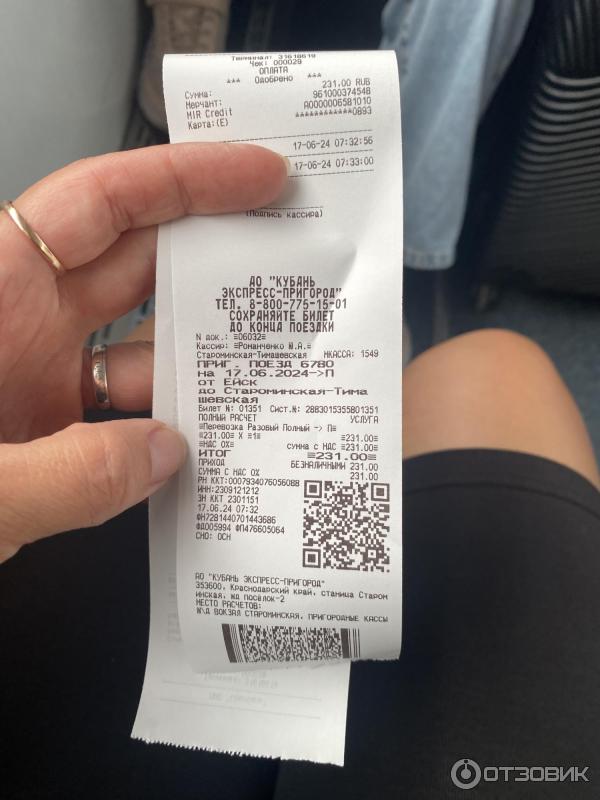 Терминал: 31616619
Чек: 000029
ОПЛАТА
*** Одобрено ***
Сумма: 231.00 RUB
Мерчант: 961000374548
MIR Credit A0000006581010
Карта:(E) ************0893
17-06-24 07:32:56
17-06-24 07:33:00
(Подпись кассира)
АО "КУБАНЬ
ЭКСПРЕСС-ПРИГОРОД"
ТЕЛ. 8-800-775-15-01
СОХРАНЯЙТЕ БИЛЕТ
ДО КОНЦА ПОЕЗДКИ
N док.: =06032=
Кассир: =Романченко Ю.А.=
Староминская-Тимашевская НКАССА: 1549
ПРИГ. ПОЕЗД 6780
на 17.06.2024->П
от ЕЙСК
до Староминская-Тима
шевская
Билет N: 01351 Сист.N: 2883015355801351
ПОЛНЫЙ РАСЧЕТ УСЛУГА
=Перевозка Разовый Полный -> П=
=231.00= X =1= =231.00=
=НДС 0%= сумма с НДС =231.00=
ИТОГ =231.00=
ПРИХОД БЕЗНАЛИЧНЫМИ 231.00
СУММА С НДС 0% 231.00
РН ККТ:0007934076056088
ИНН:2309121212
ЗН ККТ 2301151
17.06.24 07:32
ФН7281440701443686
ФД005994 ФП476605064
СНО: ОСН
АО "КУБАНЬ ЭКСПРЕСС-ПРИГОРОД"
353600, Краснодарский край, станица Старом
инская, жд посёлок-2
МЕСТО РАСЧЕТОВ:
Ж\Д ВОКЗАЛ СТАРОМИНСКАЯ, ПРИГОРОДНЫЕ КАССЫ
ОТЗОВИК